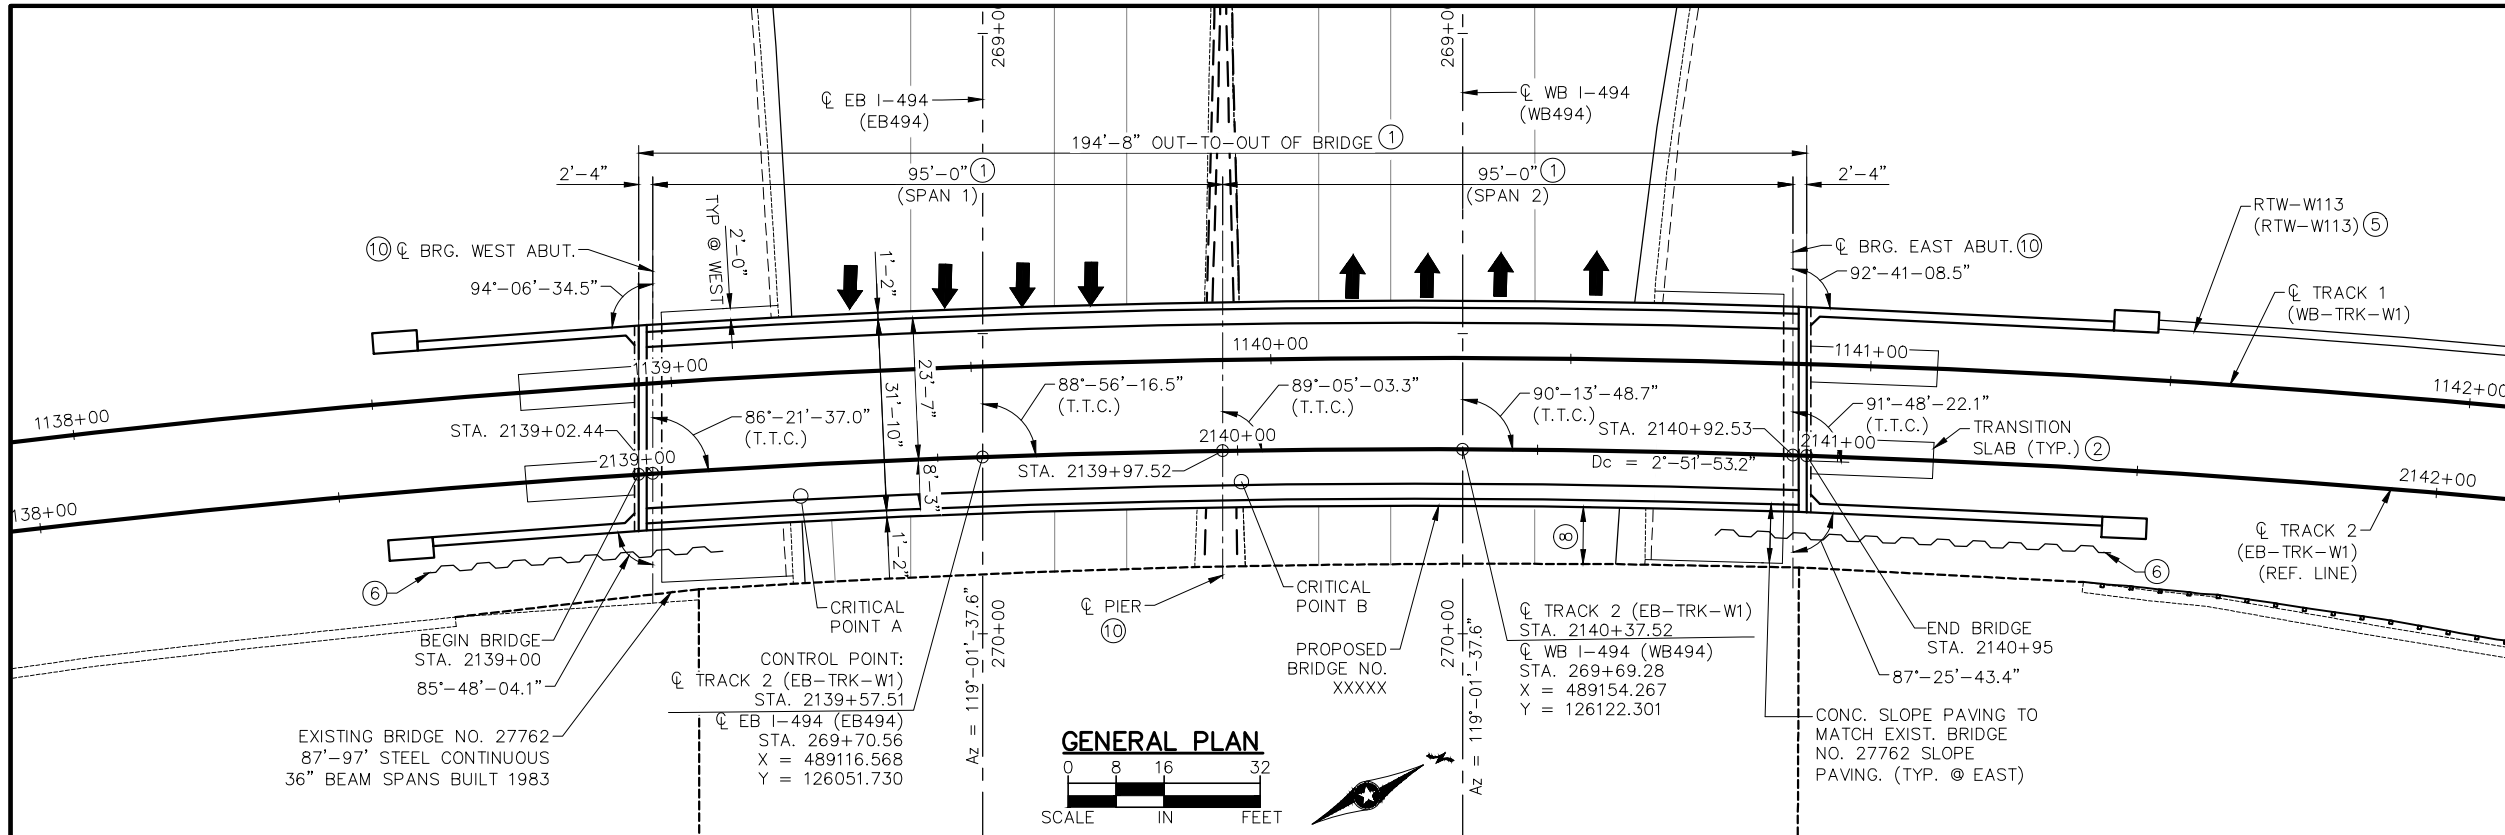 269+00
269+00
℄ EB I-494
(EB494)
℄ WB I-494
(WB494)
194'-8" OUT-TO-OUT OF BRIDGE 1
2'-4"
95'-0" 1
(SPAN 1)
95'-0" 1
(SPAN 2)
2'-4"
RTW-W113
(RTW-W113) 5
2'-0"
TYP @ WEST
1'-2"
10 ℄ BRG. WEST ABUT.
94°-06'-34.5"
℄ BRG. EAST ABUT. 10
92°-41-08.5"
℄ TRACK 1
(WB-TRK-W1)
1138+00
1139+00
1140+00
1141+00
1142+00
23'-7"
31'-10"
8'-3"
1'-2"
86°-21'-37.0"
(T.T.C.)
88°-56'-16.5"
(T.T.C.)
89°-05'-03.3"
(T.T.C.)
90°-13'-48.7"
(T.T.C.)
91°-48'-22.1"
(T.T.C.)
STA. 2139+02.44
STA. 2139+97.52
STA. 2140+92.53
Dc = 2°-51'-53.2"
TRANSITION
SLAB (TYP.) 2
138+00
2139+00
2140+00
2141+00
2142+00
℄ TRACK 2
(EB-TRK-W1)
(REF. LINE)
6
8
6
BEGIN BRIDGE
STA. 2139+00
85°-48'-04.1"
EXISTING BRIDGE NO. 27762
87'-97' STEEL CONTINUOUS
36" BEAM SPANS BUILT 1983
CRITICAL
POINT A
CONTROL POINT:
℄ TRACK 2 (EB-TRK-W1)
STA. 2139+57.51
℄ EB I-494 (EB494)
STA. 269+70.56
X = 489116.568
Y = 126051.730
Az = 119°-01'-37.6"
270+00
℄ PIER
10
CRITICAL
POINT B
PROPOSED
BRIDGE NO.
XXXXX
270+00
Az = 119°-01'-37.6"
℄ TRACK 2 (EB-TRK-W1)
STA. 2140+37.52
℄ WB I-494 (WB494)
STA. 269+69.28
X = 489154.267
Y = 126122.301
END BRIDGE
STA. 2140+95
87°-25'-43.4"
CONC. SLOPE PAVING TO
MATCH EXIST. BRIDGE
NO. 27762 SLOPE
PAVING. (TYP. @ EAST)
GENERAL PLAN
0 8 16 32
SCALE IN FEET
N